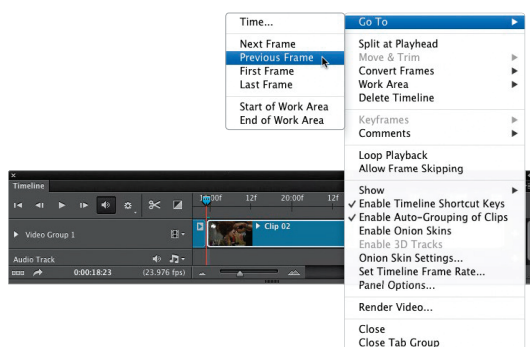 Time...
Next Frame
Previous Frame
First Frame
Last Frame
Start of Work Area
End of Work Area
Go To
Split at Playhead
Move & Trim
Convert Frames
Work Area
Delete Timeline
Keyframes
Comments
Loop Playback
Allow Frame Skipping
Show
Enable Timeline Shortcut Keys
Enable Auto-Grouping of Clips
Enable Onion Skins
Enable 3D Tracks
Onion Skin Settings...
Set Timeline Frame Rate...
Panel Options...
Render Video...
Close
Close Tab Group
Timeline
12f 20:00f 12f
Video Group 1
Clip 02
Audio Track
0:00:18:23 (23.976 fps)